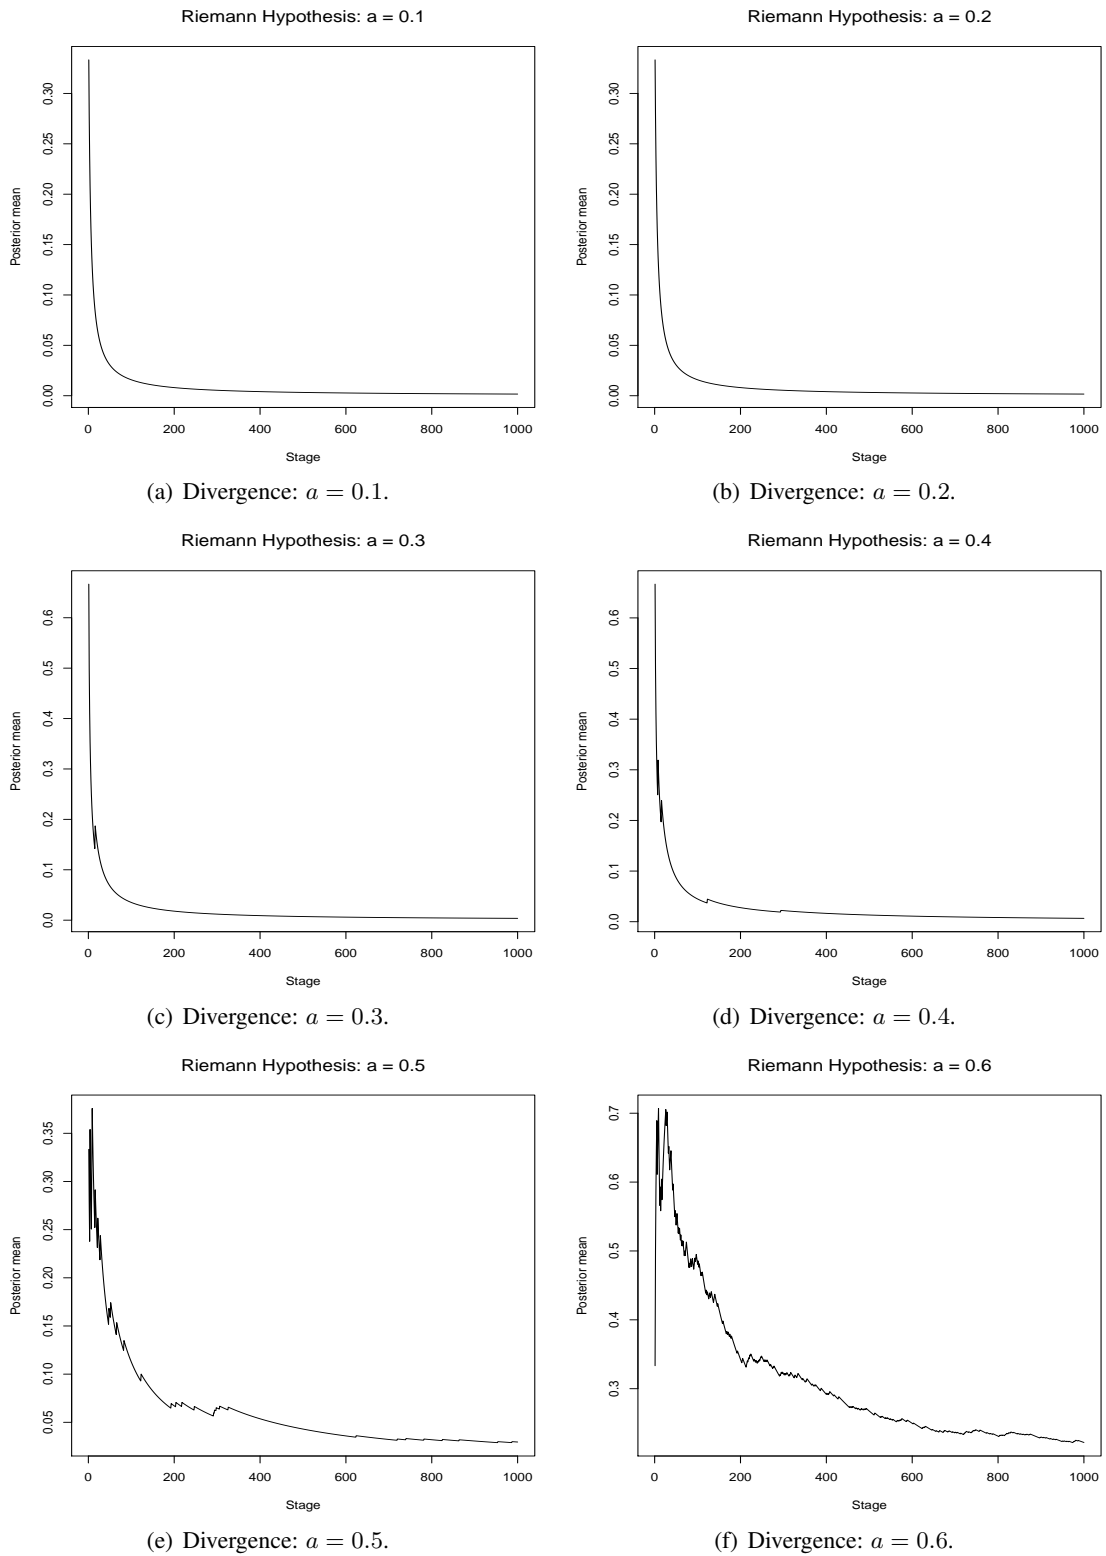 Riemann Hypothesis: a = 0.1
Posterior mean
0.30
0.25
0.20
0.15
0.10
0.05
0.00
0 200 400 600 800 1000
Stage
(a) Divergence: a = 0.1.
Riemann Hypothesis: a = 0.2
Posterior mean
0.30
0.25
0.20
0.15
0.10
0.05
0.00
0 200 400 600 800 1000
Stage
(b) Divergence: a = 0.2.
Riemann Hypothesis: a = 0.3
Posterior mean
0.6
0.5
0.4
0.3
0.2
0.1
0.0
0 200 400 600 800 1000
Stage
(c) Divergence: a = 0.3.
Riemann Hypothesis: a = 0.4
Posterior mean
0.6
0.5
0.4
0.3
0.2
0.1
0.0
0 200 400 600 800 1000
Stage
(d) Divergence: a = 0.4.
Riemann Hypothesis: a = 0.5
Posterior mean
0.35
0.30
0.25
0.20
0.15
0.10
0.05
0 200 400 600 800 1000
Stage
(e) Divergence: a = 0.5.
Riemann Hypothesis: a = 0.6
Posterior mean
0.7
0.6
0.5
0.4
0.3
0 200 400 600 800 1000
Stage
(f) Divergence: a = 0.6.